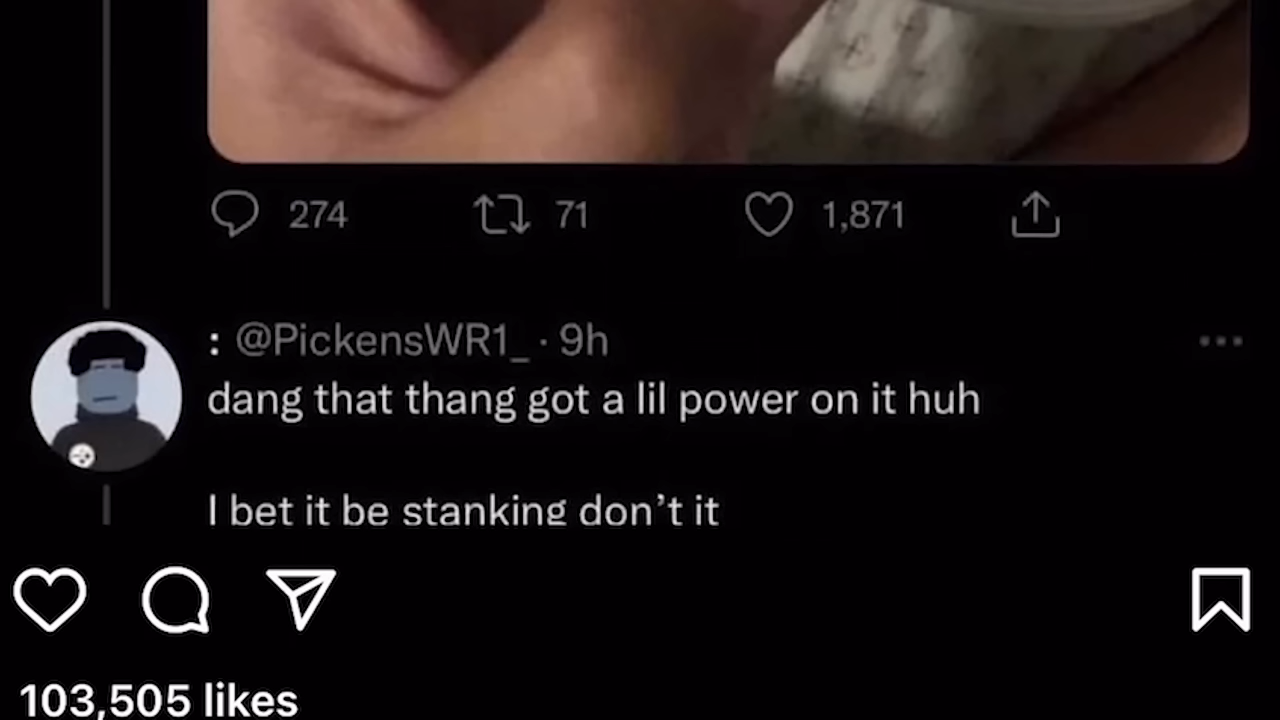 274 71 1,871
: @PickensWR1_ · 9h
dang that thang got a lil power on it huh
I bet it be stanking don’t it
103,505 likes